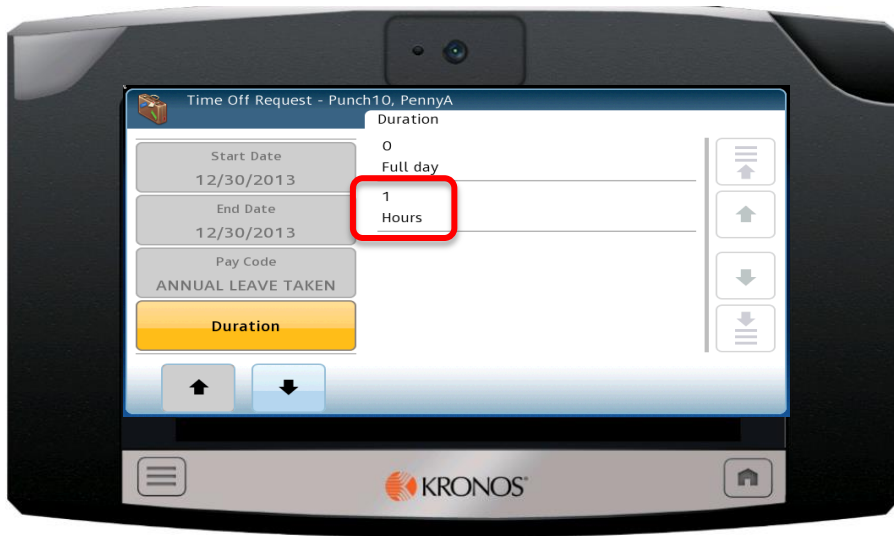 Time Off Request - Punch10, PennyA
Duration
Start Date
12/30/2013
End Date
12/30/2013
Pay Code
ANNUAL LEAVE TAKEN
Duration
0
Full day
1
Hours
KRONOS